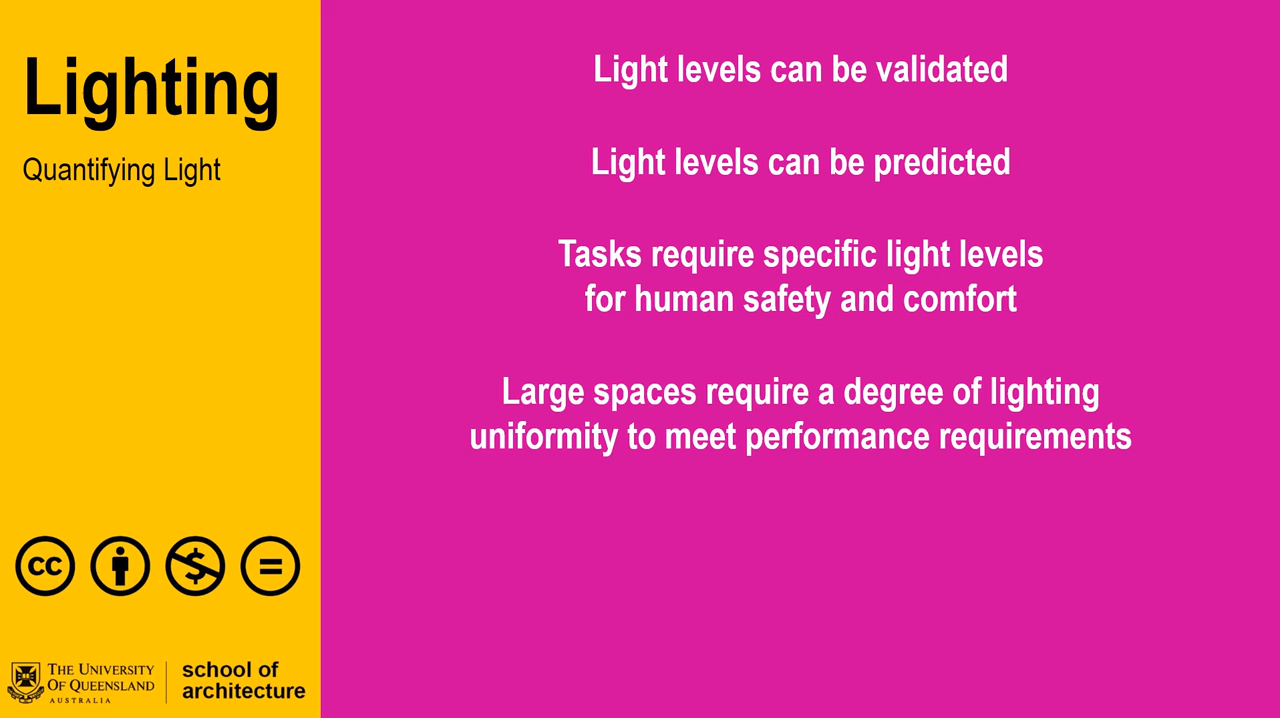 Lighting
Quantifying Light
Light levels can be validated
Light levels can be predicted
Tasks require specific light levels
for human safety and comfort
Large spaces require a degree of lighting
uniformity to meet performance requirements
cc
$
=
THE UNIVERSITY
OF QUEENSLAND
AUSTRALIA
school of
architecture